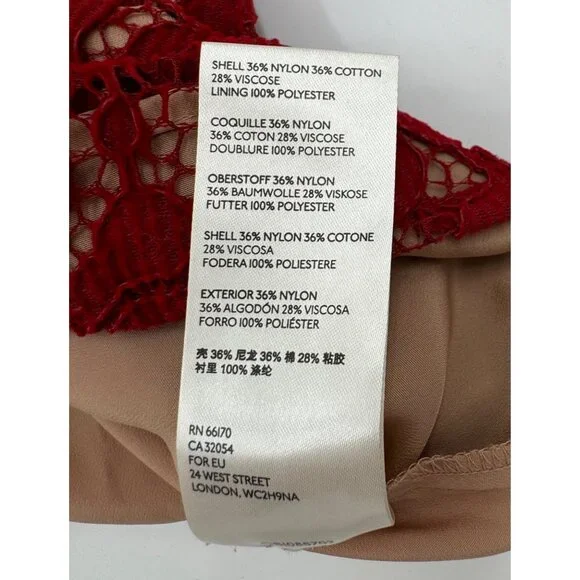 SHELL 36% NYLON 36% COTTON
28% VISCOSE
LINING 100% POLYESTER
COQUILLE 36% NYLON
36% COTON 28% VISCOSE
DOUBLURE 100% POLYESTER
OBERSTOFF 36% NYLON
36% BAUMWOLLE 28% VISKOSE
FUTTER 100% POLYESTER
SHELL 36% NYLON 36% COTONE
28% VISCOSA
FODERA 100% POLIESTERE
EXTERIOR 36% NYLON
36% ALGODÓN 28% VISCOSA
FORRO 100% POLIÉSTER
壳 36% 尼龙 36% 棉 28% 粘胶
衬里 100% 涤纶
RN 66170
CA 32054
FOR EU
24 WEST STREET
LONDON, WC2H9NA